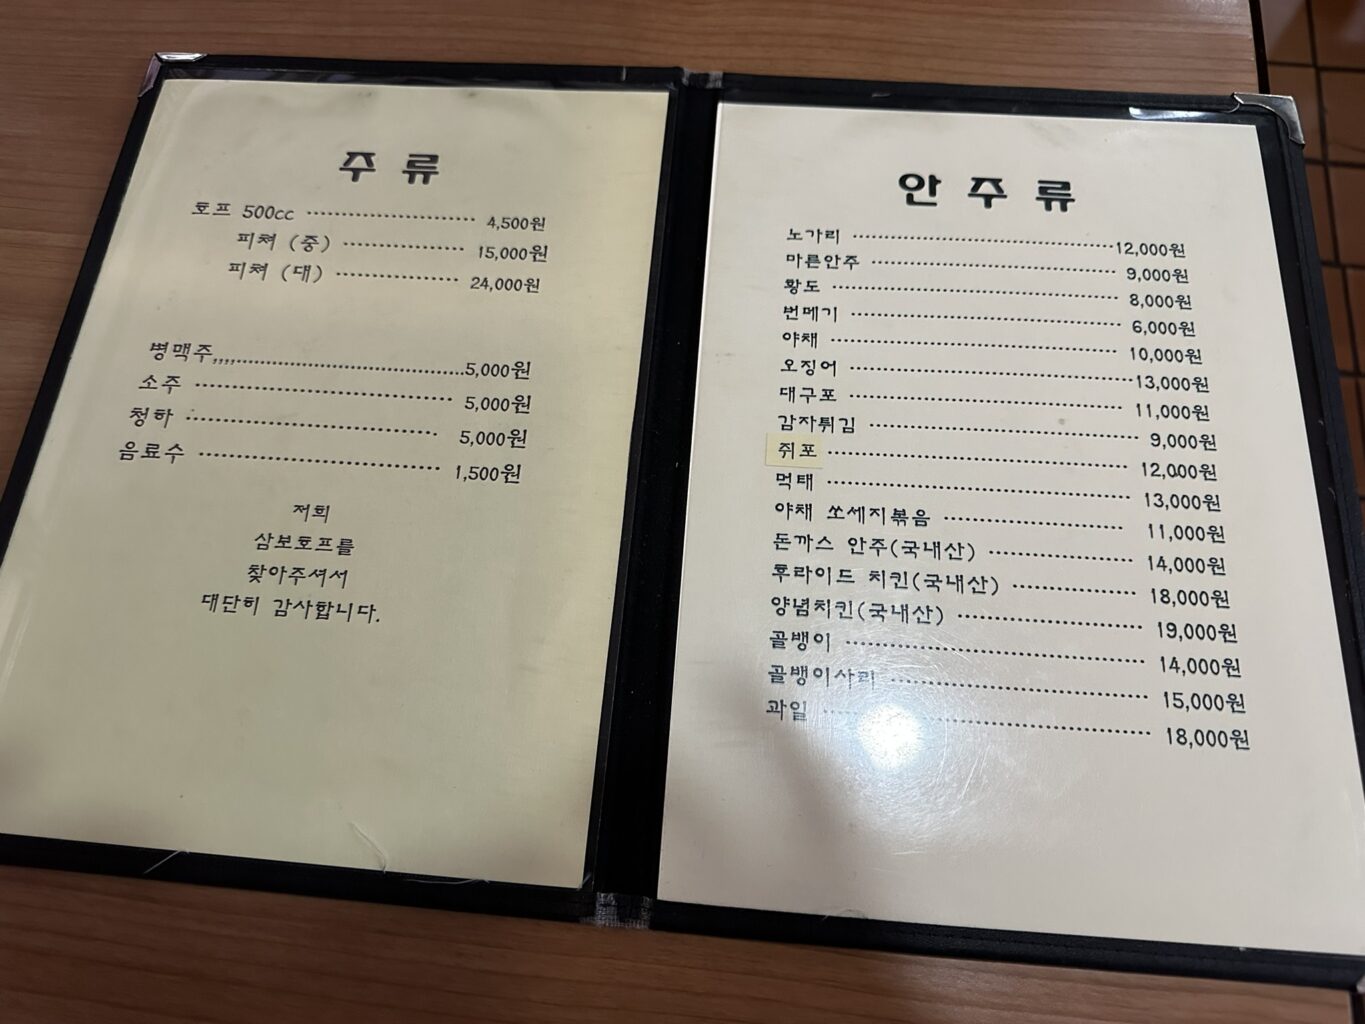 주 류
호프 500cc ........................ 4,500원
피쳐 (중) .................. 15,000원
피쳐 (대) .................. 24,000원
병맥주,,,,........................................5,000원
소주 ...................................... 5,000원
청하 ..................................... 5,000원
음료수 ................................... 1,500원
저희
삼보호프를
찾아주셔서
대단히 감사합니다.
안 주 류
노가리 ........................................12,000원
마른안주 ..................................... 9,000원
황도 ........................................... 8,000원
번메기 ........................................ 6,000원
야채 ........................................... 10,000원
오징어 ........................................13,000원
대구포 ........................................ 11,000원
감자튀김 ..................................... 9,000원
쥐포 ........................................... 12,000원
먹태 ........................................... 13,000원
야채 쏘세지볶음 .......................... 11,000원
돈까스 안주(국내산) ..................... 14,000원
후라이드 치킨(국내산) .................. 18,000원
양념치킨(국내산) ......................... 19,000원
골뱅이 ........................................ 14,000원
골뱅이사리 .................................. 15,000원
과일 ........................................... 18,000원